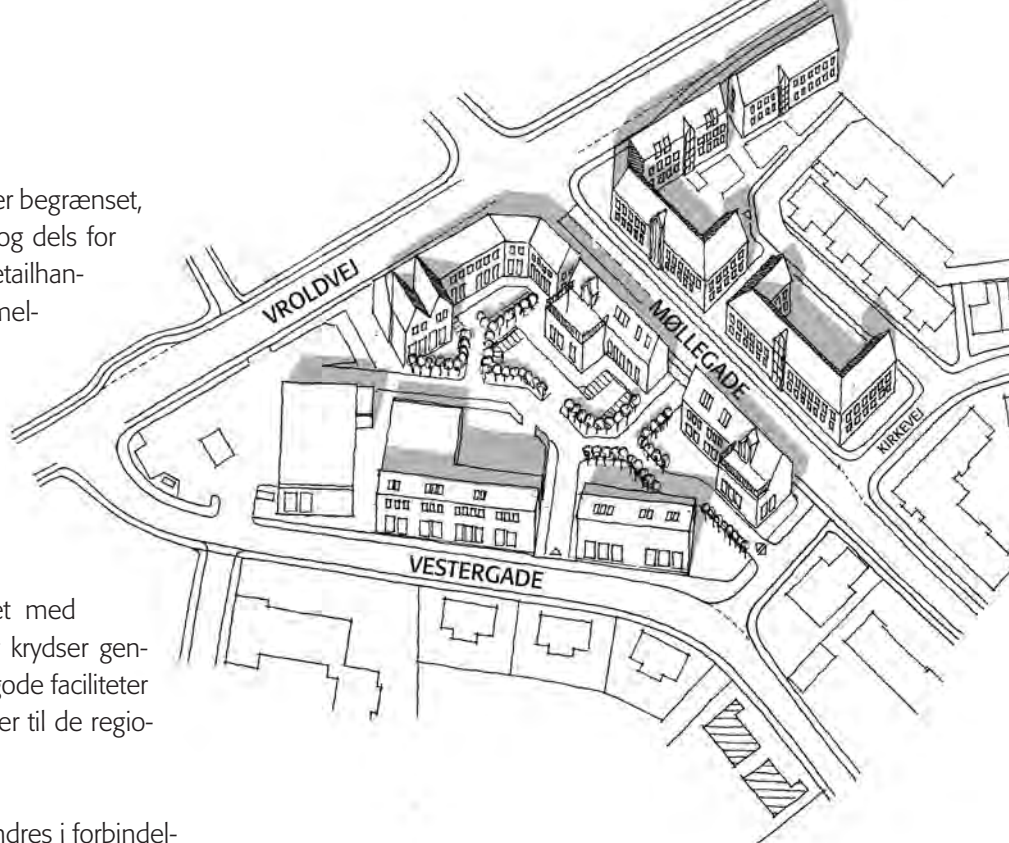 er begrænset,
og dels for
etailhan-
mel-
et med
krydser gen-
gode faciliteter
er til de regio-
ndres i forbindel-
VROLDVEJ
MØLLEGADE
KIRKEVEJ
VESTERGADE